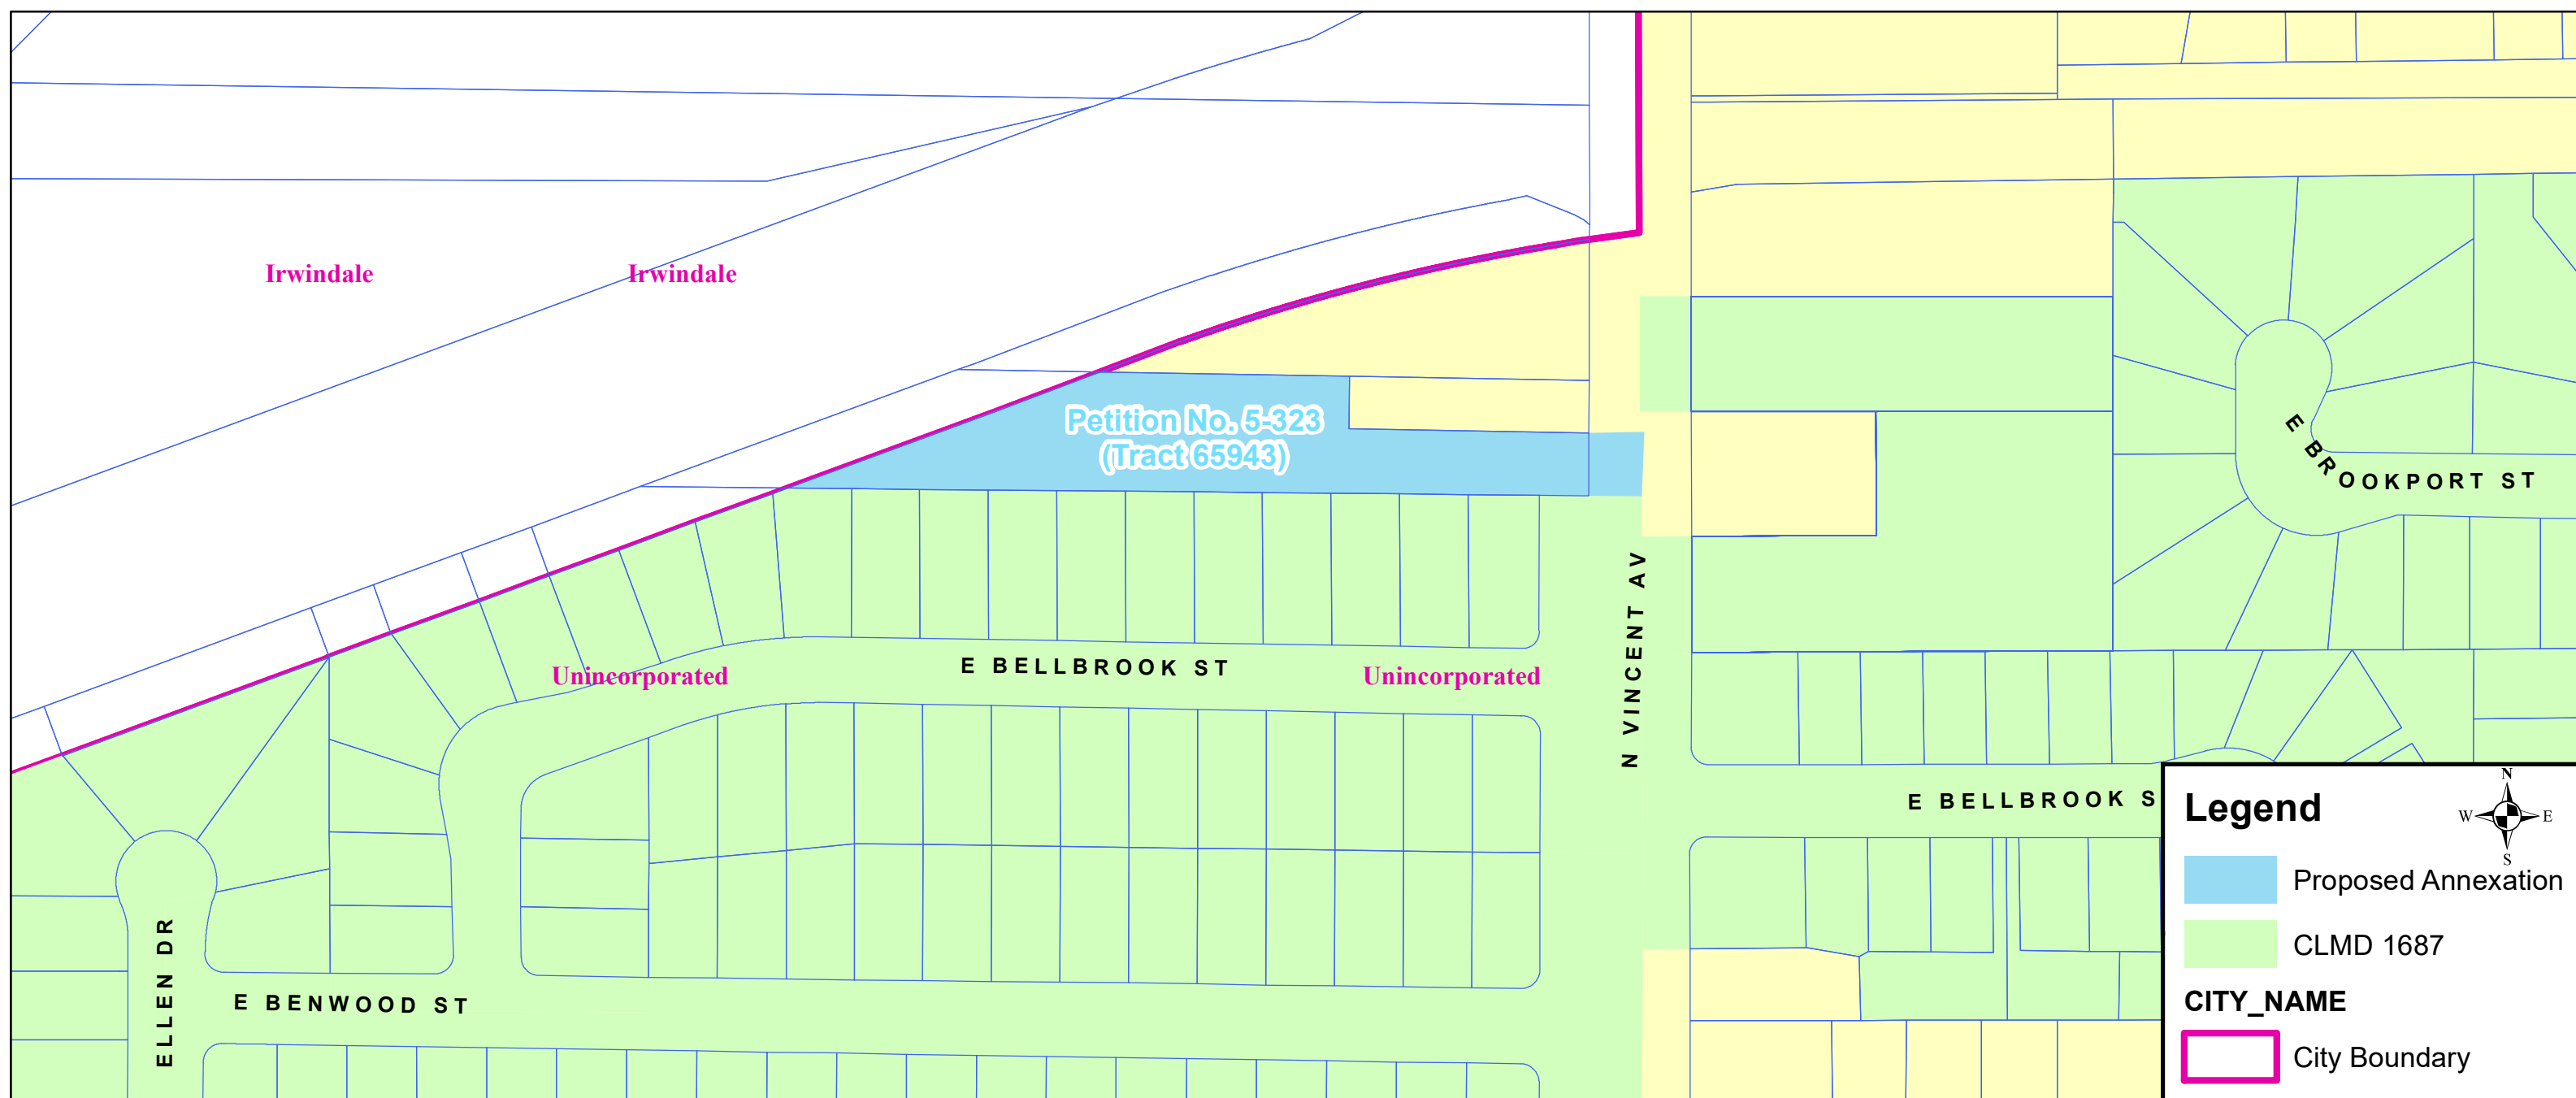 Irwindale
Irwindale
Petition No. 5-323
(Tract 65943)
E BROOKPORT ST
N VINCENT AV
E BELLBROOK ST
Unincorporated
Unincorporated
E BELLBROOK S
ELLEN DR
E BENWOOD ST
Legend
N
W
E
S
Proposed Annexation
CLMD 1687
CITY_NAME
City Boundary